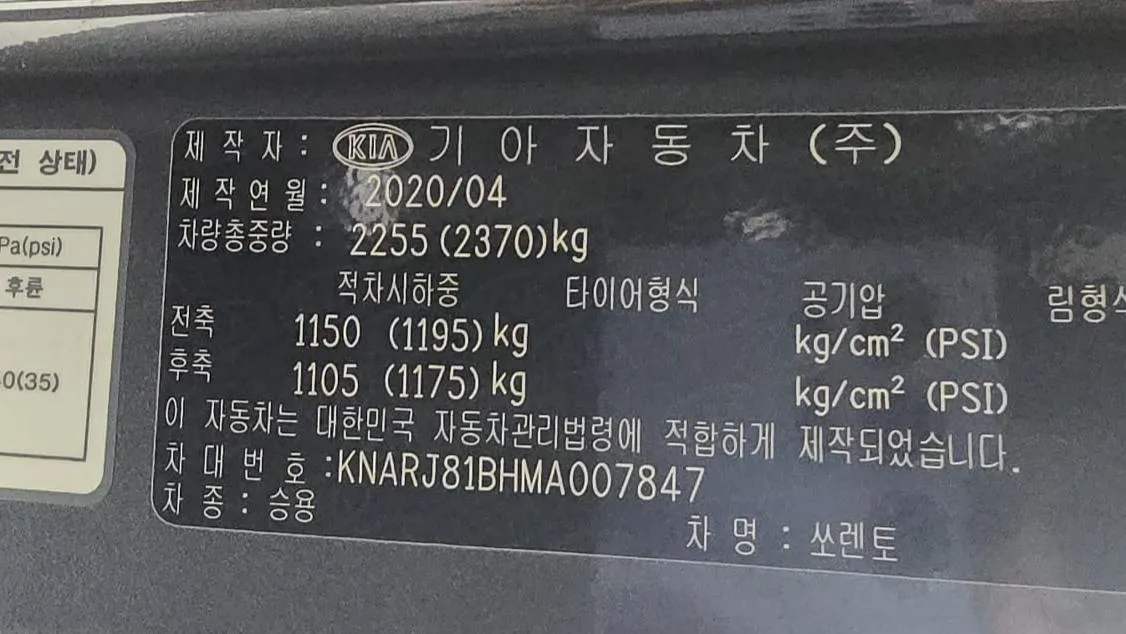 전 상태)
Pa(psi)
후륜
0(35)
제 작 자 : KIA 기 아 자 동 차 (주)
제 작 연 월 : 2020/04
차량총중량 : 2255 (2370)kg
적차시하중 타이어형식 공기압 림형식
전축 1150 (1195) kg kg/cm² (PSI)
후축 1105 (1175) kg kg/cm² (PSI)
이 자동차는 대한민국 자동차관리법령에 적합하게 제작되었습니다.
차 대 번 호 :KNARJ81BHMA007847
차 종 : 승용
차 명 : 쏘렌토